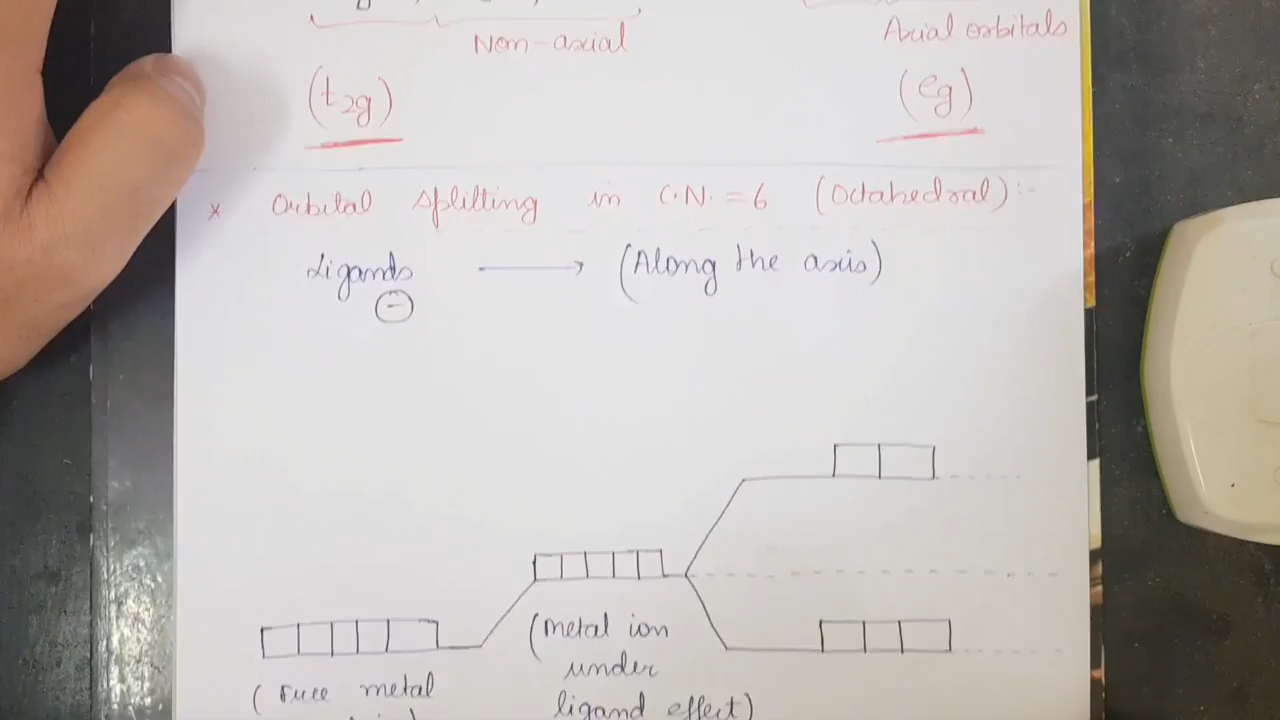 Non-axial
Axial orbitals
(t2g)
(eg)
* Orbital splitting in C.N. = 6 (Octahedral) :-
Ligands ⟶ (Along the axis)
⊖
(Metal ion
under
ligand effect)
(Free metal